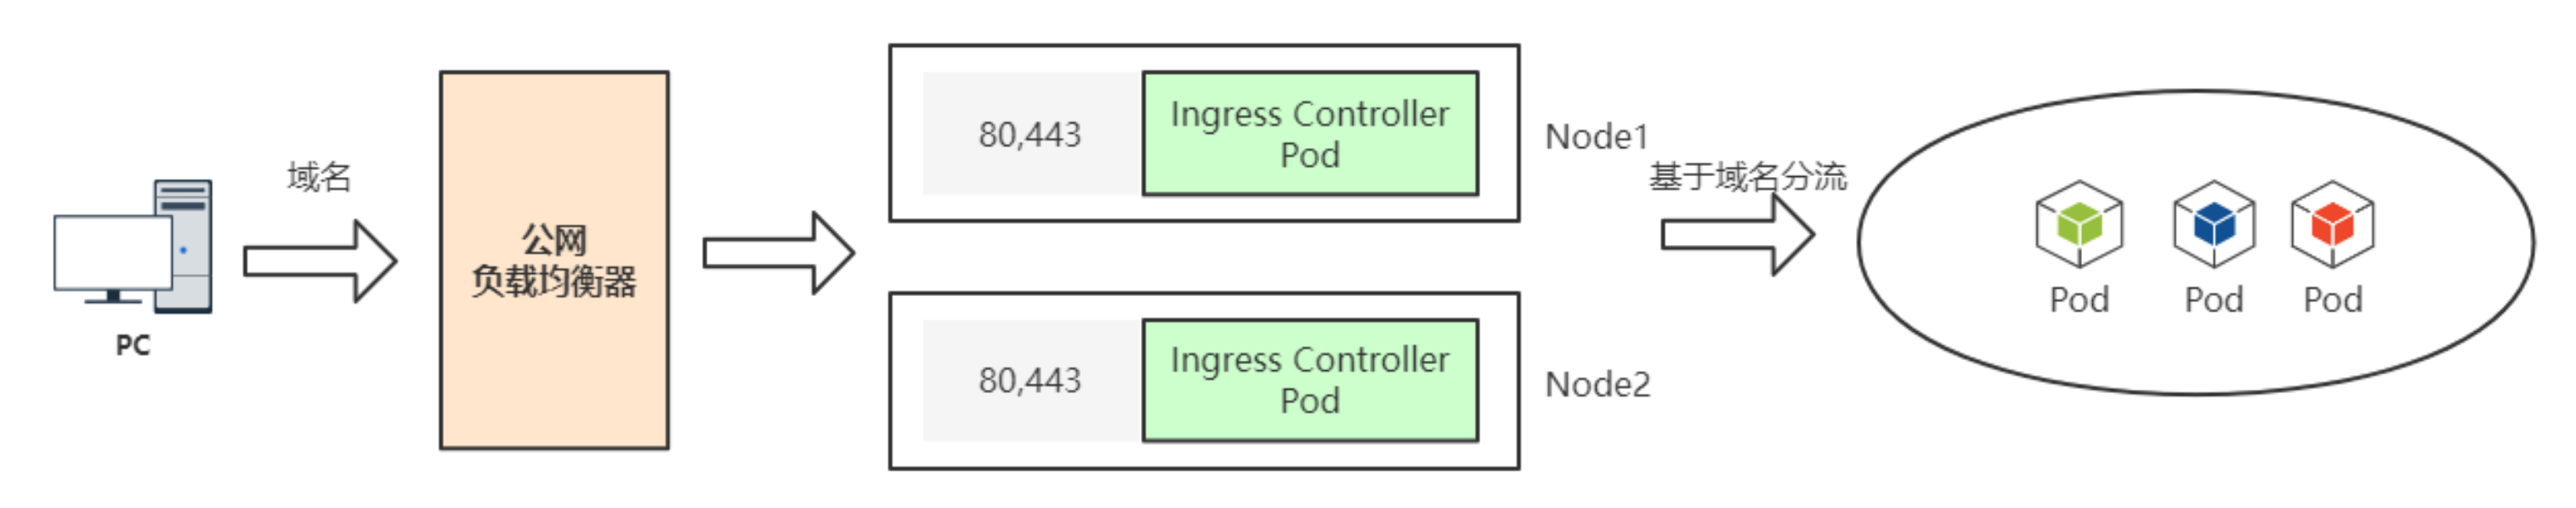 PC
域名
公网
负载均衡器
80,443
Ingress Controller
Pod
Node1
80,443
Ingress Controller
Pod
Node2
基于域名分流
Pod
Pod
Pod